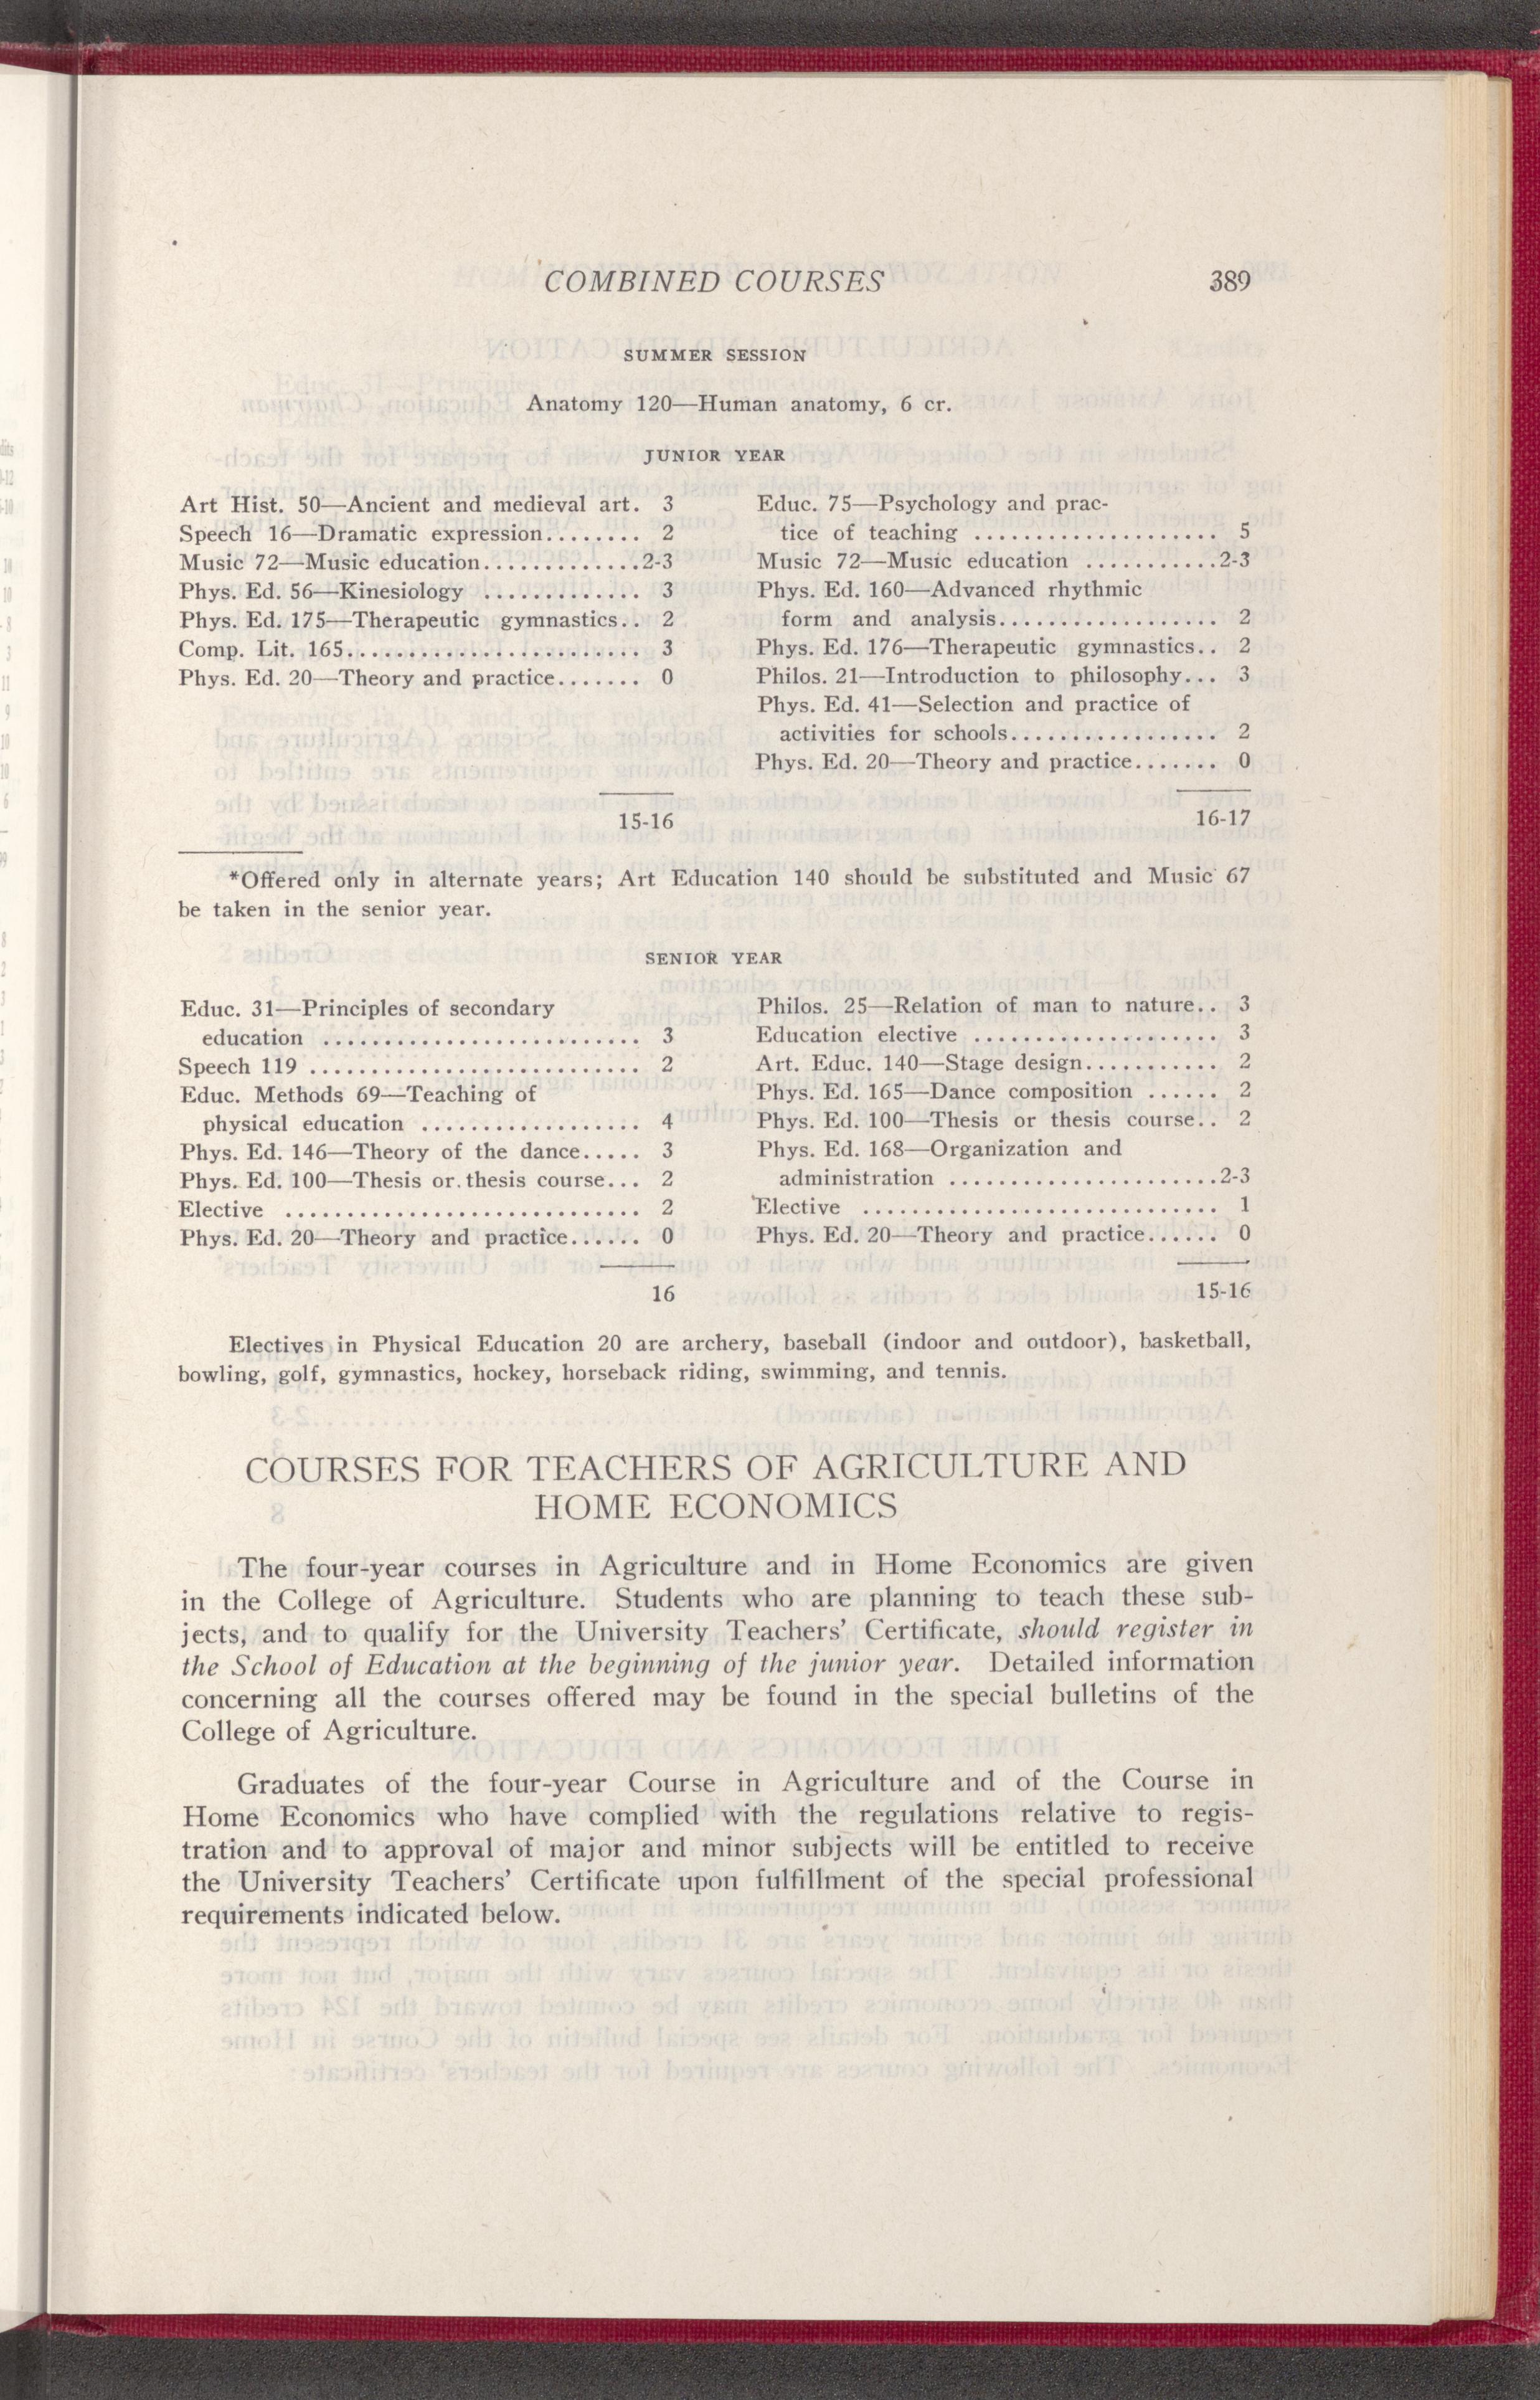 COMBINED COURSES 389
SUMMER SESSION
Anatomy 120—Human anatomy, 6 cr.
JUNIOR YEAR
Art Hist. 50—Ancient and medieval art. 3
Speech 16—Dramatic expression........ 2
Music 72—Music education.............2-3
Phys. Ed. 56—Kinesiology ............. 3
Phys. Ed. 175—Therapeutic gymnastics.. 2
Comp. Lit. 165........................ 3
Phys. Ed. 20—Theory and practice....... 0
15-16
Educ. 75—Psychology and prac-
tice of teaching .................... 5
Music 72—Music education ...........2-3
Phys. Ed. 160—Advanced rhythmic
form and analysis.................. 2
Phys. Ed. 176—Therapeutic gymnastics.. 2
Philos. 21—Introduction to philosophy... 3
Phys. Ed. 41—Selection and practice of
activities for schools................. 2
Phys. Ed. 20—Theory and practice....... 0
16-17
*Offered only in alternate years; Art Education 140 should be substituted and Music 67
be taken in the senior year.
SENIOR YEAR
Educ. 31—Principles of secondary
education .......................... 3
Speech 119 ........................... 2
Educ. Methods 69—Teaching of
physical education .................. 4
Phys. Ed. 146—Theory of the dance..... 3
Phys. Ed. 100—Thesis or thesis course... 2
Elective ............................. 2
Phys. Ed. 20—Theory and practice...... 0
16
Philos. 25—Relation of man to nature.. 3
Education elective .................... 3
Art. Educ. 140—Stage design........... 2
Phys. Ed. 165—Dance composition ...... 2
Phys. Ed. 100—Thesis or thesis course.. 2
Phys. Ed. 168—Organization and
administration ......................2-3
Elective ............................. 1
Phys. Ed. 20—Theory and practice...... 0
15-16
Electives in Physical Education 20 are archery, baseball (indoor and outdoor), basketball,
bowling, golf, gymnastics, hockey, horseback riding, swimming, and tennis.
COURSES FOR TEACHERS OF AGRICULTURE AND
HOME ECONOMICS
The four-year courses in Agriculture and in Home Economics are given
in the College of Agriculture. Students who are planning to teach these sub-
jects, and to qualify for the University Teachers' Certificate, should register in
the School of Education at the beginning of the junior year. Detailed information
concerning all the courses offered may be found in the special bulletins of the
College of Agriculture.
Graduates of the four-year Course in Agriculture and of the Course in
Home Economics who have complied with the regulations relative to regis-
tration and to approval of major and minor subjects will be entitled to receive
the University Teachers' Certificate upon fulfillment of the special professional
requirements indicated below.